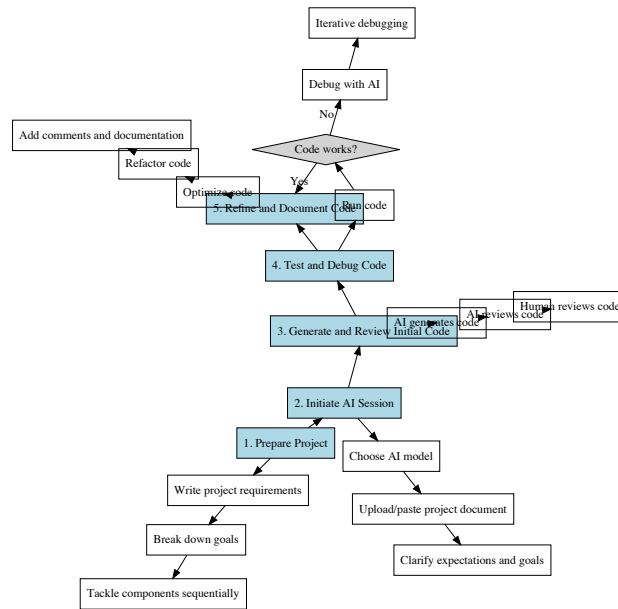 Iterative debugging
Debug with AI
No
Code works?
Add comments and documentation
Refactor code
Yes
Optimize code
5. Refine and Document Code
Run code
4. Test and Debug Code
Human reviews code
AI reviews code
AI generates code
3. Generate and Review Initial Code
2. Initiate AI Session
1. Prepare Project
Choose AI model
Write project requirements
Upload/paste project document
Break down goals
Clarify expectations and goals
Tackle components sequentially